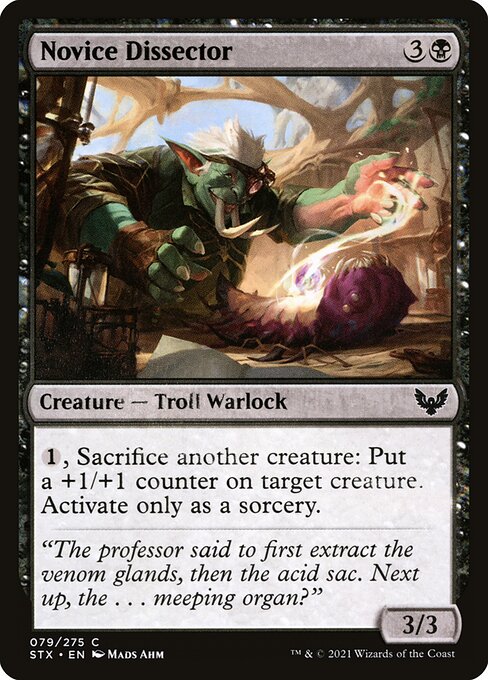 Novice Dissector 3
Creature — Troll Warlock
1, Sacrifice another creature: Put
a +1/+1 counter on target creature.
Activate only as a sorcery.
“The professor said to first extract the
venom glands, then the acid sac. Next
up, the . . . meeping organ?”
3/3
079/275 C
STX • EN Mads Ahm
™ & © 2021 Wizards of the Coast